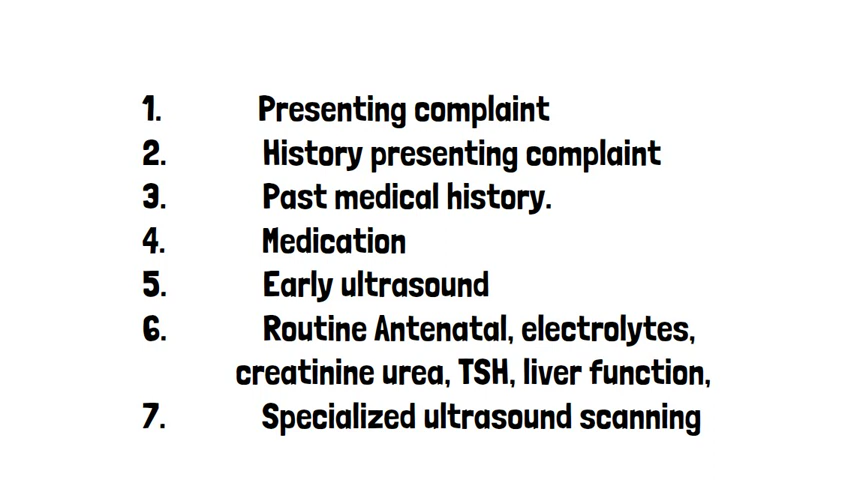 1. Presenting complaint
2. History presenting complaint
3. Past medical history.
4. Medication
5. Early ultrasound
6. Routine Antenatal, electrolytes,
creatinine urea, TSH, liver function,
7. Specialized ultrasound scanning